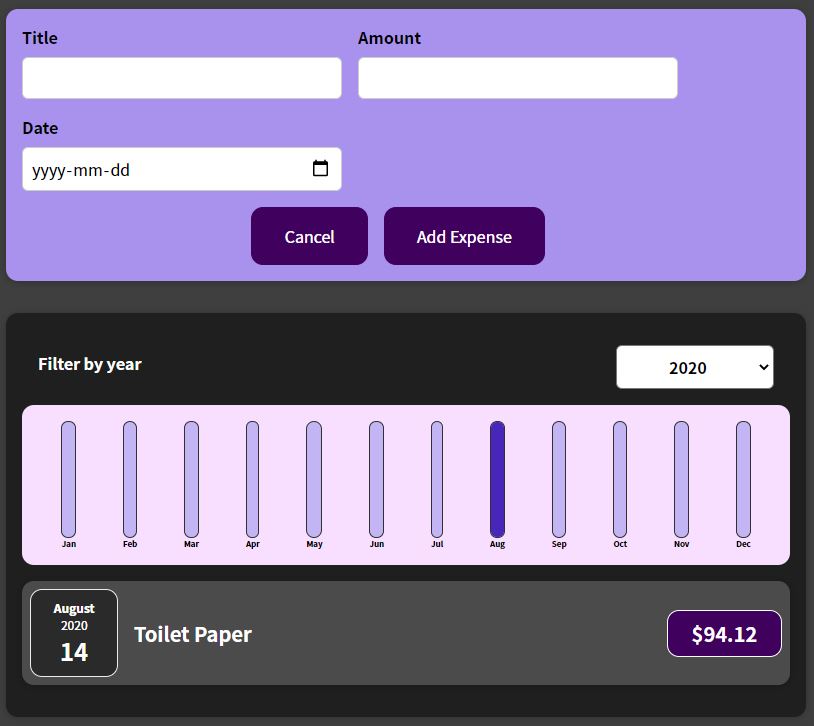 Title Amount
Date
yyyy-mm-dd
Cancel Add Expense
Filter by year 2020
Jan Feb Mar Apr May Jun Jul Aug Sep Oct Nov Dec
August
2020
14
Toilet Paper
$94.12